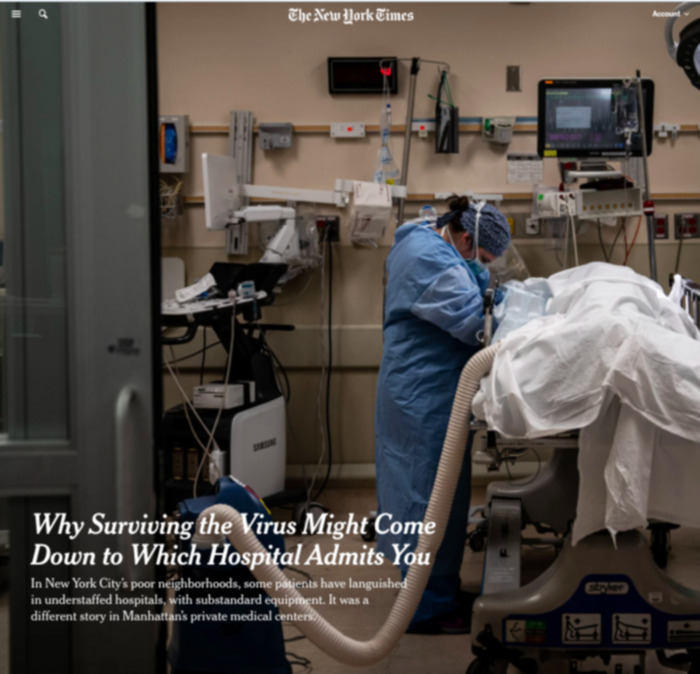 The New York Times
Account
SAMSUNG
Why Surviving the Virus Might Come
Down to Which Hospital Admits You
In New York City's poor neighborhoods, some patients have languished
in understaffed hospitals, with substandard equipment. It was a
different story in Manhattan's private medical centers.
stryker